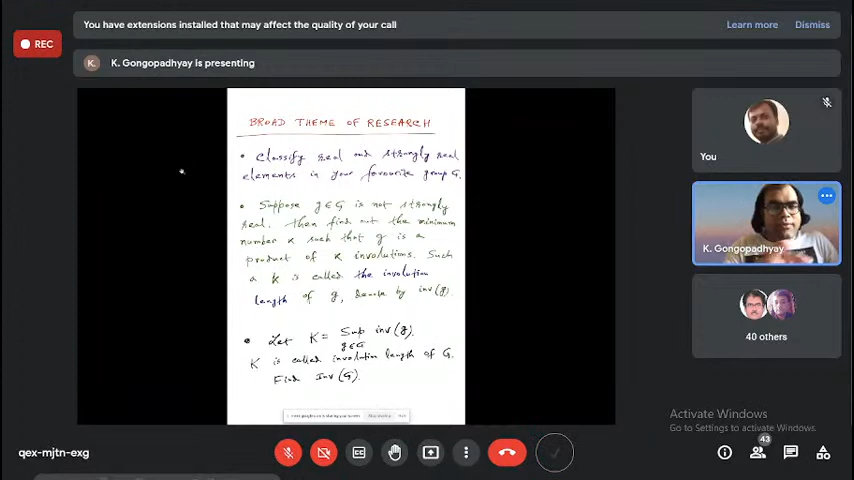 You have extensions installed that may affect the quality of your call
Learn more
Dismiss
REC
K.
K. Gongopadhyay is presenting
BROAD THEME OF RESEARCH
• Classify real and strongly real
elements in your favourite group G.
• Suppose g∈G is not strongly
real. Then find out the minimum
number k such that g is a
product of k involutions. Such
a k is called the involution
length of g, denote by inv(g).
• Let K = Sup inv(g).
g∈G
K is called involution length of G.
Find Inv(G).
You
K. Gongopadhyay
40 others
Activate Windows
Go to Settings to activate Windows.
qex-mjtn-exg
43